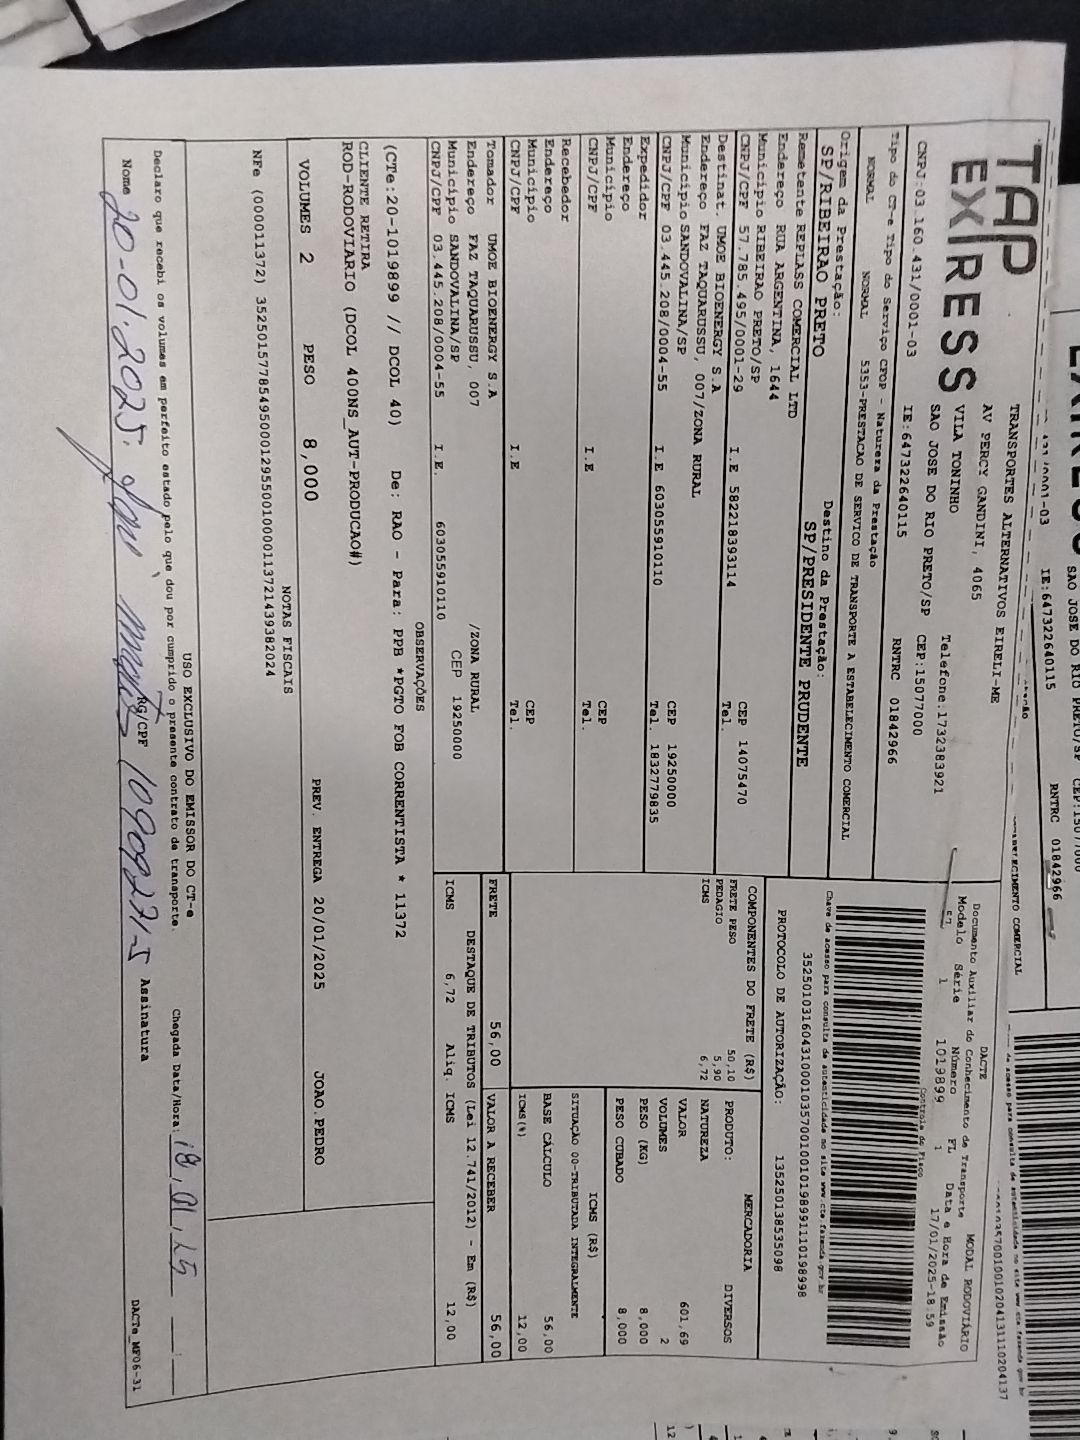 TAP
EX|RESS
TRANSPORTES ALTERNATIVOS EIRELI-ME
AV PERCY GANDINI, 4065
VILA TONINHO Telefone:1732383921
SAO JOSE DO RIO PRETO/SP CEP:15077000
CNPJ:03.160.431/0001-03 IE:647322640115 RNTRC 01842966
Tipo do CT-e Tipo do Serviço CFOP - Natureza da Prestação
NORMAL NORMAL 5353-PRESTACAO DE SERVICO DE TRANSPORTE A ESTABELECIMENTO COMERCIAL
Origem da Prestação: Destino da Prestação:
SP/RIBEIRAO PRETO SP/PRESIDENTE PRUDENTE
Remetente REPLASS COMERCIAL LTD
Endereço RUA ARGENTINA, 1644
Município RIBEIRAO PRETO/SP CEP 14075470
CNPJ/CPF 57.785.495/0001-29 I.E 582218393114 Tel.
Destinat. UMOE BIOENERGY S.A
Endereço FAZ TAQUARUSSU, 007/ZONA RURAL
Município SANDOVALINA/SP CEP 19250000
CNPJ/CPF 03.445.208/0004-55 I.E 603055910110 Tel. 1832779835
Expedidor
Endereço
Município CEP
CNPJ/CPF I.E Tel.
Recebedor
Endereço
Município CEP
CNPJ/CPF I.E Tel.
Tomador UMOE BIOENERGY S.A
Endereço FAZ TAQUARUSSU, 007 /ZONA RURAL
Município SANDOVALINA/SP CEP 19250000
CNPJ/CPF 03.445.208/0004-55 I.E. 603055910110
DACTE MODAL RODOVIÁRIO
Documento Auxiliar do Conhecimento de Transporte
Modelo Série Número FL Data e Hora de Emissão
57 1 1019899 1 17/01/2025-18:59
Controle do Fisco
Chave de acesso para consulta de autenticidade no site www.cte.fazenda.gov.br
35250103160431000103570010010198991110198998
PROTOCOLO DE AUTORIZAÇÃO: 135250138535098
COMPONENTES DO FRETE (R$)
FRETE PESO 50,10
PEDAGIO 5,90
ICMS 6,72
MERCADORIA
PRODUTO: DIVERSOS
NATUREZA
VALOR 601,69
VOLUMES 2
PESO (KG) 8,000
PESO CUBADO 8,000
ICMS (R$)
SITUAÇÃO 00-TRIBUTADA INTEGRALMENTE
BASE CÁLCULO 56,00
ICMS(%) 12,00
FRETE 56,00 VALOR A RECEBER 56,00
DESTAQUE DE TRIBUTOS (Lei 12.741/2012) - Em (R$)
ICMS 6,72 Aliq. ICMS 12,00
OBSERVAÇÕES
(CTe:20-1019899 // DCOL 40) De: RAO - Para: PPB *PGTO FOB CORRENTISTA * 11372
CLIENTE RETIRA
ROD-RODOVIARIO (DCOL 400NS_AUT-PRODUCAO#)
VOLUMES 2 PESO 8,000 PREV. ENTREGA 20/01/2025 JOAO.PEDRO
NOTAS FISCAIS
NFe (000011372) 35250157785495000129550010000113721439382024
USO EXCLUSIVO DO EMISSOR DO CT-e
Declaro que recebi os volumes em perfeito estado pelo que dou por cumprido o presente contrato de transporte. Chegada Data/Hora: 18,01,25 :
Nome 20-01-2025. RG/CPF Assinatura
DACTe_MF06-31